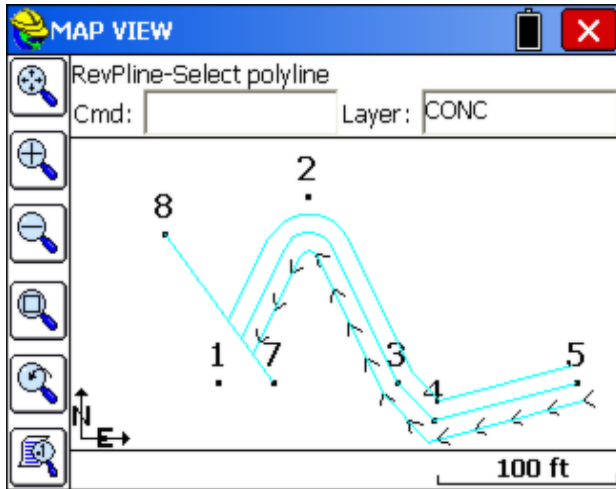 MAP VIEW
RevPline-Select polyline
Cmd: Layer: CONC
2
8
1 7 3 5
4
N
E
100 ft